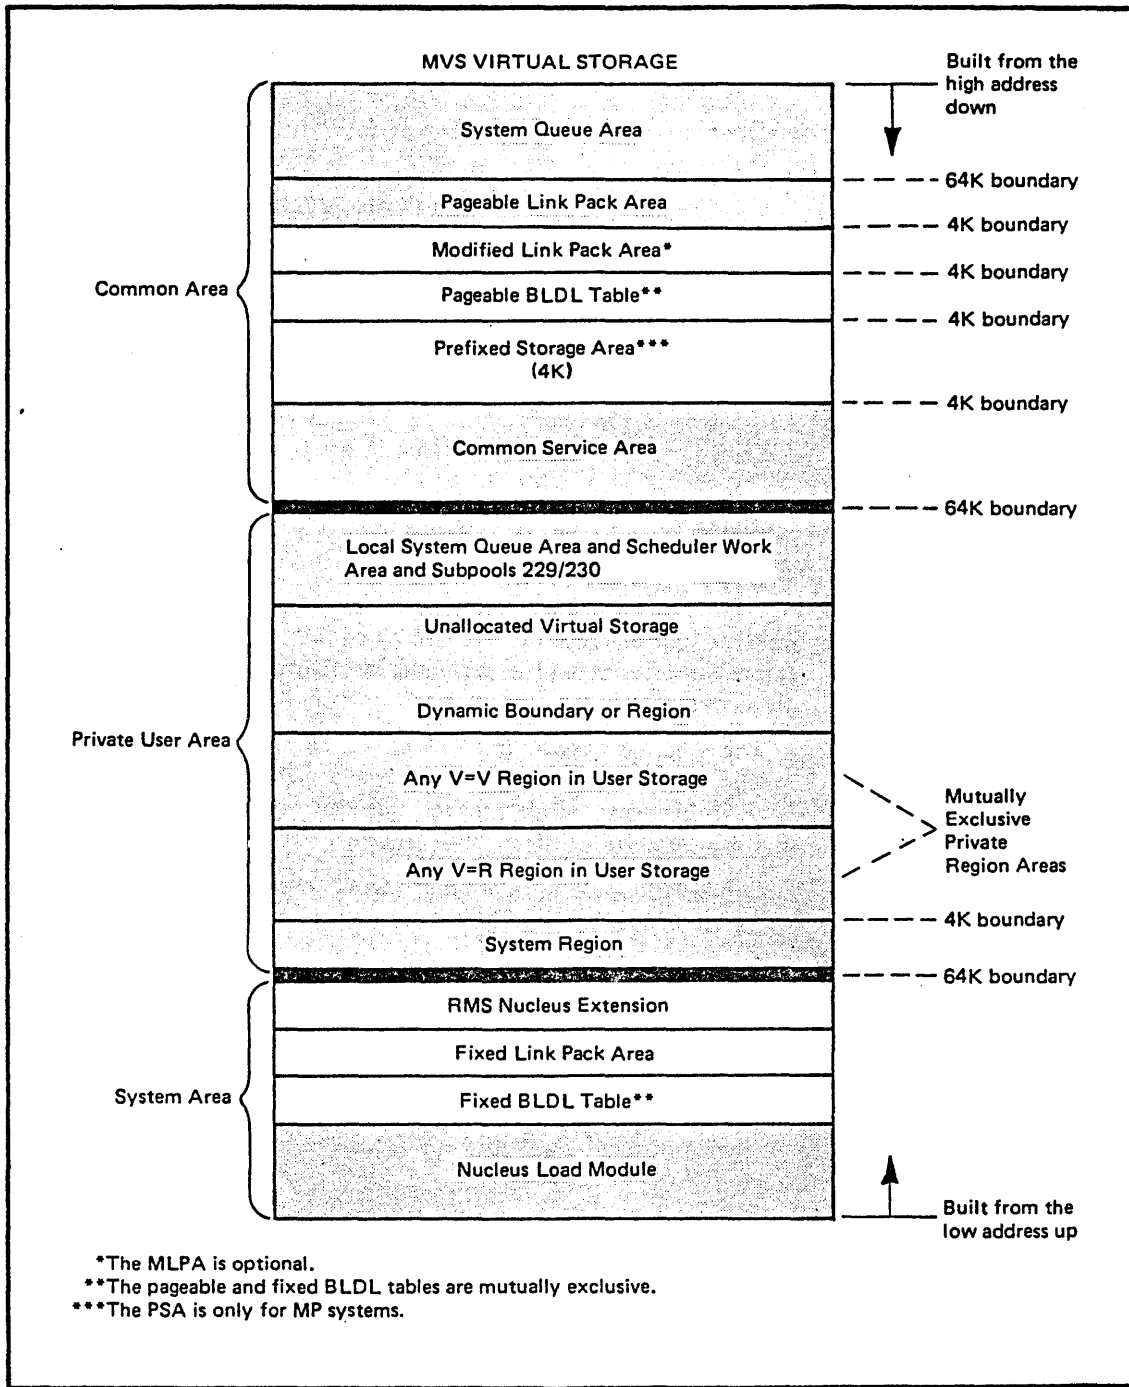 MVS VIRTUAL STORAGE
Built from the
high address
down
System Queue Area
64K boundary
Pageable Link Pack Area
4K boundary
Modified Link Pack Area*
4K boundary
Common Area
Pageable BLDL Table**
4K boundary
Prefixed Storage Area***
(4K)
4K boundary
Common Service Area
64K boundary
Local System Queue Area and Scheduler Work
Area and Subpools 229/230
Unallocated Virtual Storage
Dynamic Boundary or Region
Private User Area
Any V=V Region in User Storage
Mutually
Exclusive
Private
Region Areas
Any V=R Region in User Storage
4K boundary
System Region
64K boundary
RMS Nucleus Extension
Fixed Link Pack Area
System Area
Fixed BLDL Table**
Nucleus Load Module
Built from the
low address up
*The MLPA is optional.
**The pageable and fixed BLDL tables are mutually exclusive.
***The PSA is only for MP systems.